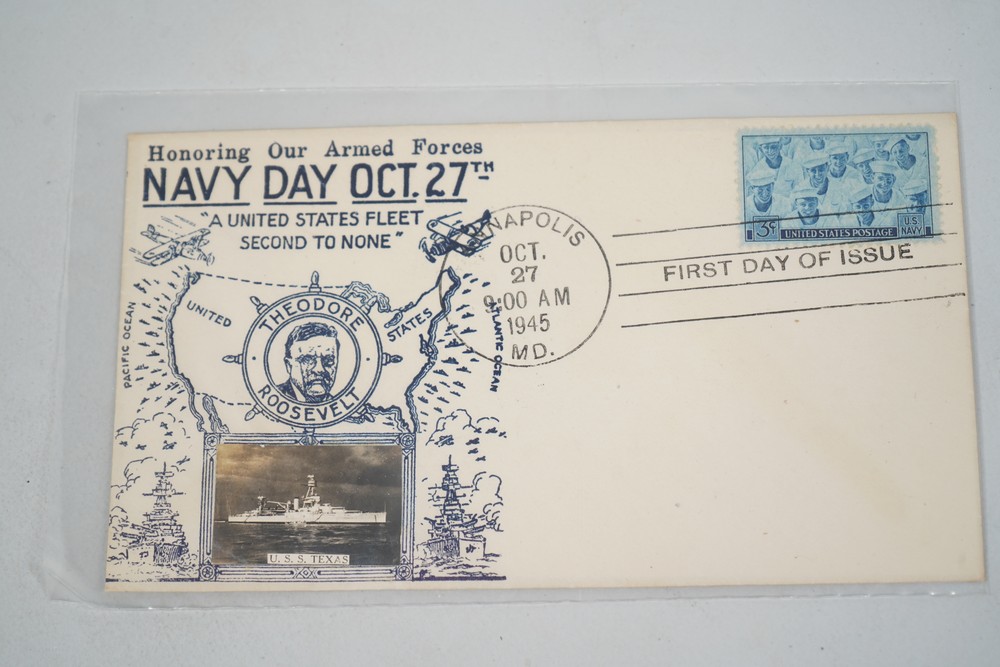 Honoring Our Armed Forces
NAVY DAY OCT. 27TH
"A UNITED STATES FLEET
SECOND TO NONE"
PACIFIC OCEAN
UNITED
STATES
ATLANTIC OCEAN
THEODORE
ROOSEVELT
U. S. S. TEXAS
NNAPOLIS
OCT.
27
9:00 AM
1945
MD.
3¢
UNITED STATES POSTAGE
U.S.
NAVY
FIRST DAY OF ISSUE